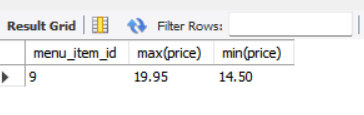 Result Grid Filter Rows:
menu_item_id max(price) min(price)
9 19.95 14.50